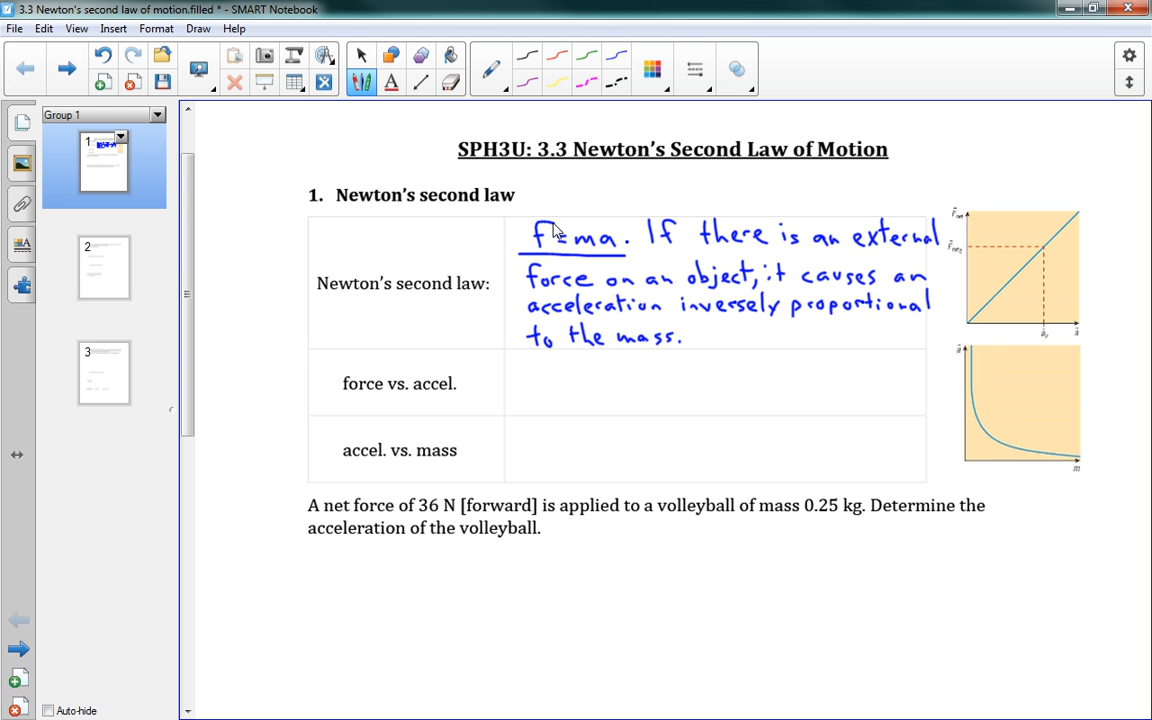 3.3 Newton's second law of motion.filled * - SMART Notebook
File Edit View Insert Format Draw Help
Group 1
1
2
3
SPH3U: 3.3 Newton's Second Law of Motion
1. Newton's second law
Newton's second law:
F=ma. If there is an external
force on an object, it causes an
acceleration inversely proportional
to the mass.
force vs. accel.
accel. vs. mass
A net force of 36 N [forward] is applied to a volleyball of mass 0.25 kg. Determine the
acceleration of the volleyball.
m
Auto-hide